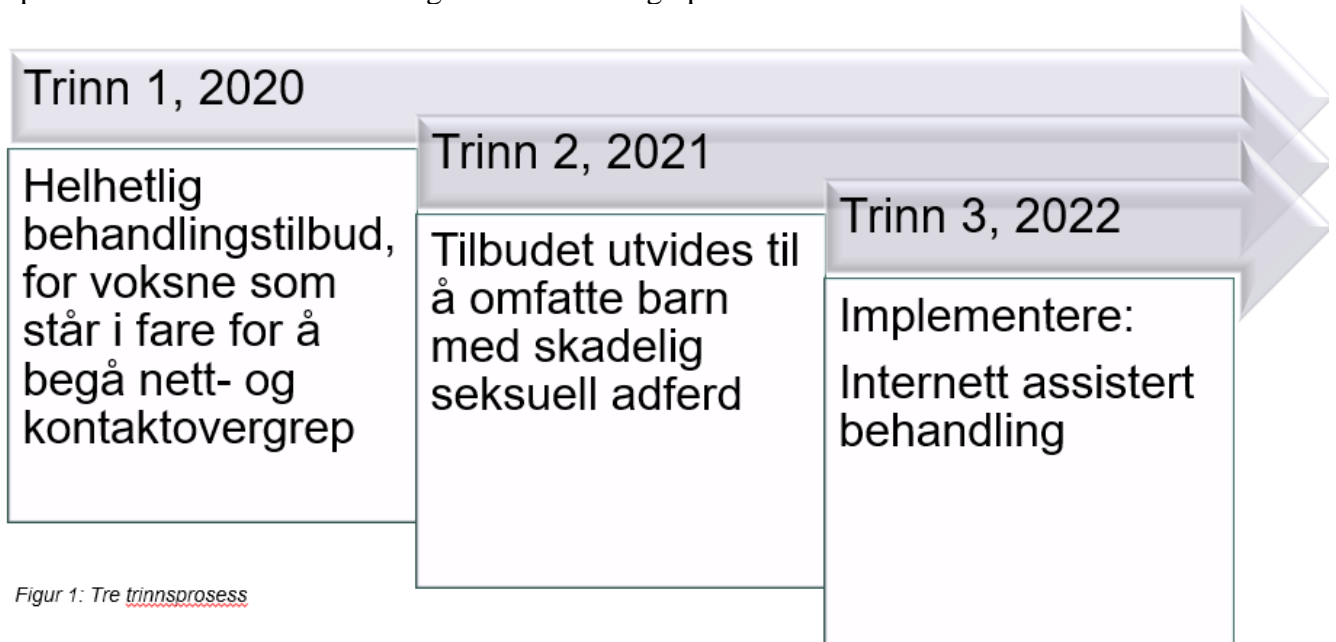 Trinn 1, 2020
Helhetlig
behandlingstilbud,
for voksne som
står i fare for å
begå nett- og
kontaktovergrep
Trinn 2, 2021
Tilbudet utvides til
å omfatte barn
med skadelig
seksuell adferd
Trinn 3, 2022
Implementere:
Internett assistert
behandling
Figur 1: Tre trinnsprosess